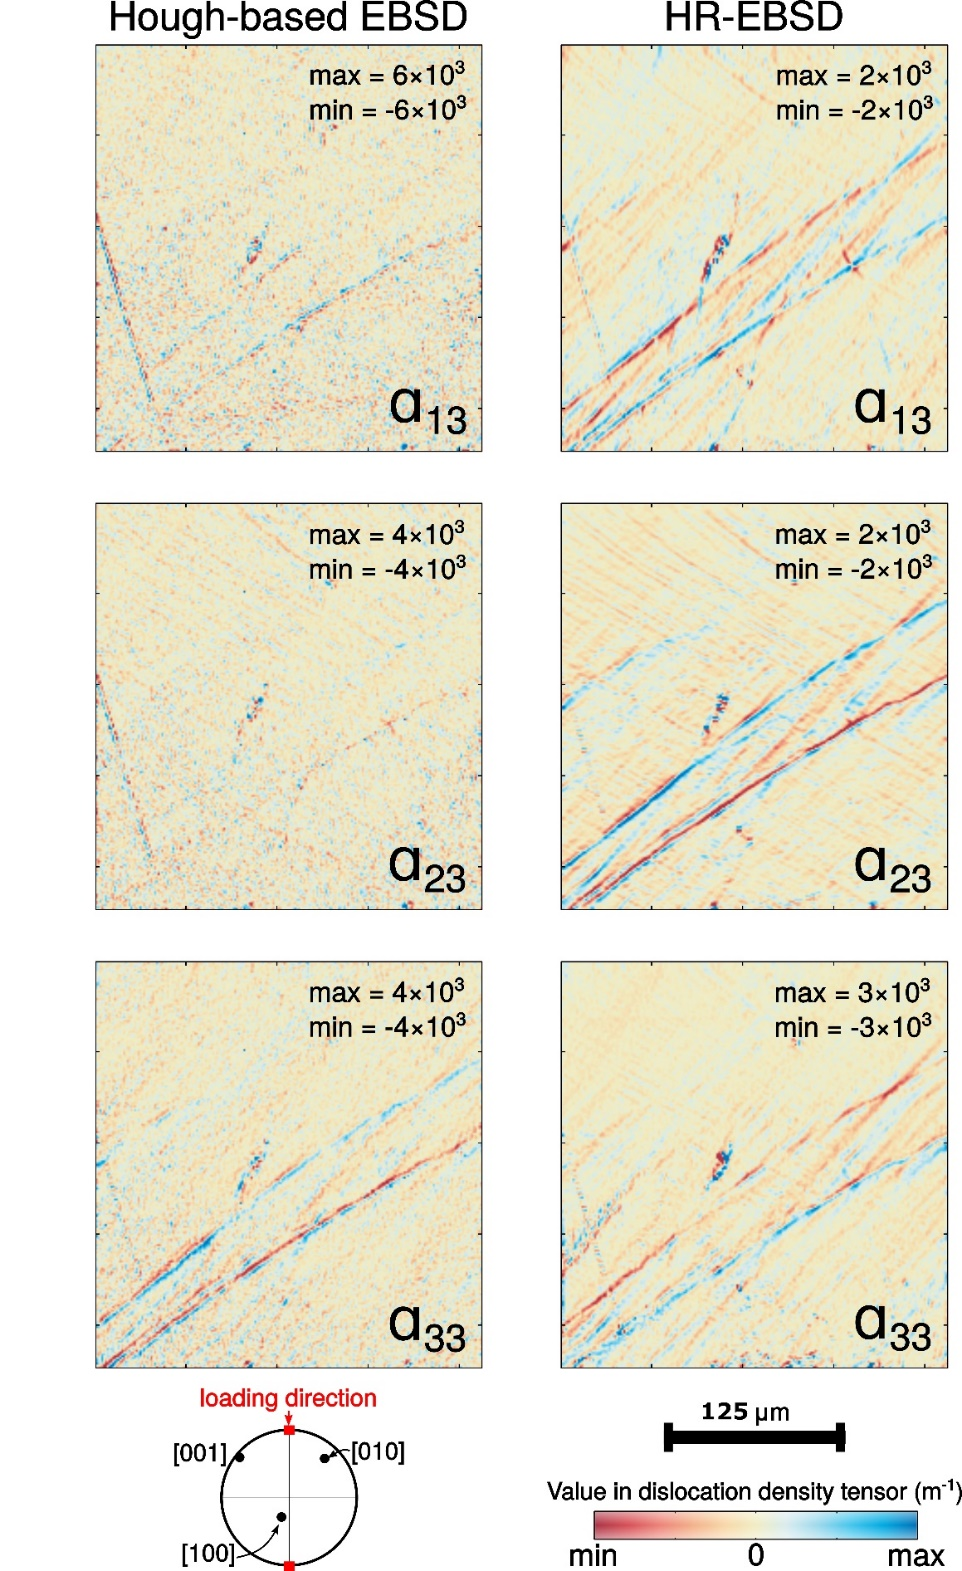 Hough-based EBSD
HR-EBSD
max = 6×10³
min = -6×10³
α₁₃
max = 2×10³
min = -2×10³
α₁₃
max = 4×10³
min = -4×10³
α₂₃
max = 2×10³
min = -2×10³
α₂₃
max = 4×10³
min = -4×10³
α₃₃
max = 3×10³
min = -3×10³
α₃₃
loading direction
[001]
[010]
[100]
125 µm
Value in dislocation density tensor (m⁻¹)
min 0 max